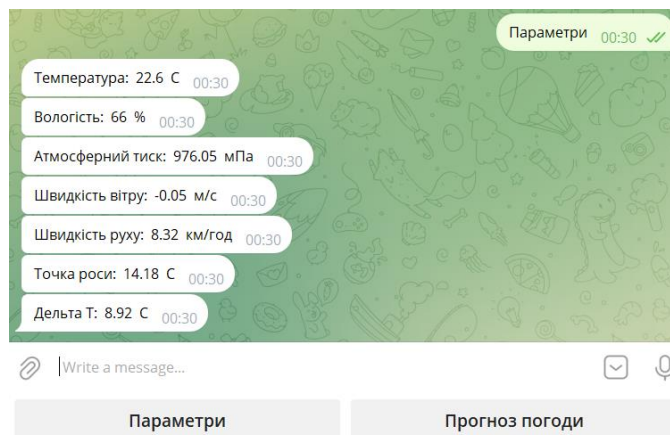 Параметри 00:30
Температура: 22.6 С 00:30
Вологість: 66 % 00:30
Атмосферний тиск: 976.05 мПа 00:30
Швидкість вітру: -0.05 м/с 00:30
Швидкість руху: 8.32 км/год 00:30
Точка роси: 14.18 С 00:30
Дельта Т: 8.92 С 00:30
Write a message...
Параметри Прогноз погоди